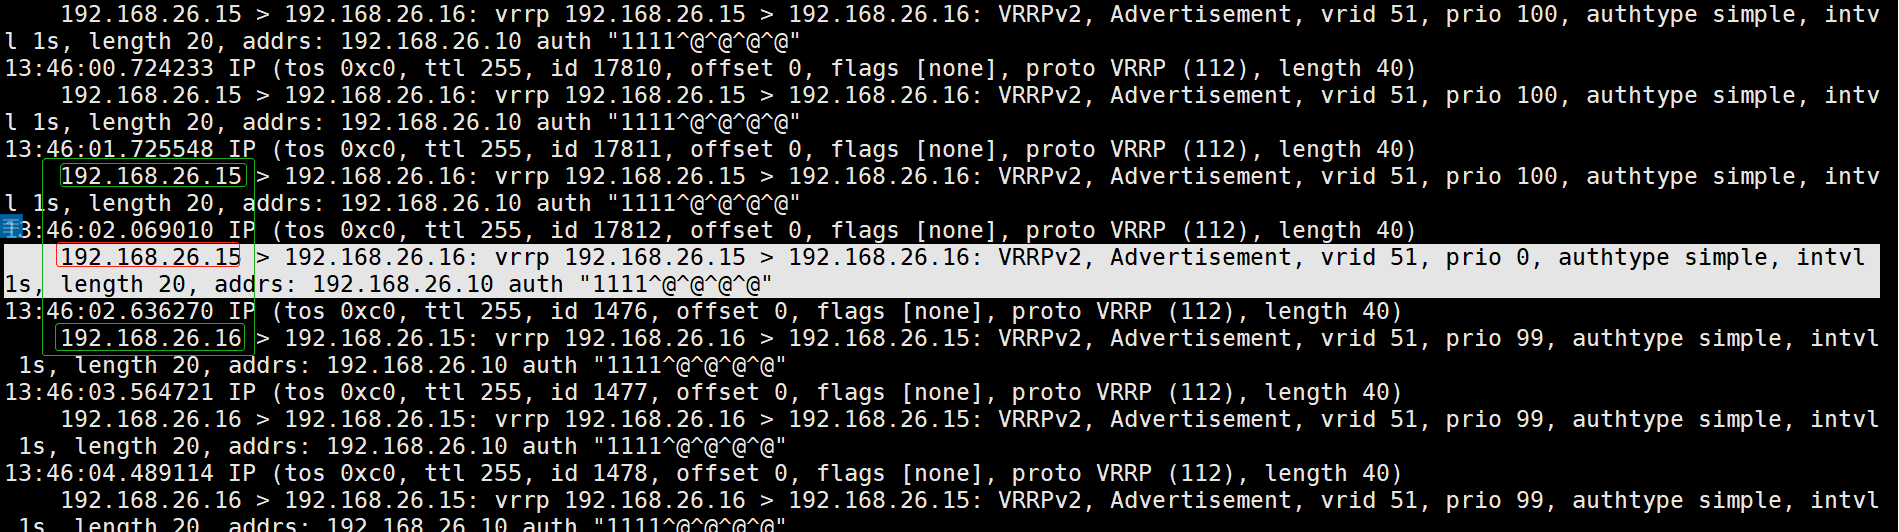 192.168.26.15 > 192.168.26.16: vrrp 192.168.26.15 > 192.168.26.16: VRRPv2, Advertisement, vrid 51, prio 100, authtype simple, intv
l 1s, length 20, addrs: 192.168.26.10 auth "1111^@^@^@^@"
13:46:00.724233 IP (tos 0xc0, ttl 255, id 17810, offset 0, flags [none], proto VRRP (112), length 40)
192.168.26.15 > 192.168.26.16: vrrp 192.168.26.15 > 192.168.26.16: VRRPv2, Advertisement, vrid 51, prio 100, authtype simple, intv
l 1s, length 20, addrs: 192.168.26.10 auth "1111^@^@^@^@"
13:46:01.725548 IP (tos 0xc0, ttl 255, id 17811, offset 0, flags [none], proto VRRP (112), length 40)
192.168.26.15 > 192.168.26.16: vrrp 192.168.26.15 > 192.168.26.16: VRRPv2, Advertisement, vrid 51, prio 100, authtype simple, intv
l 1s, length 20, addrs: 192.168.26.10 auth "1111^@^@^@^@"
13:46:02.069010 IP (tos 0xc0, ttl 255, id 17812, offset 0, flags [none], proto VRRP (112), length 40)
192.168.26.15 > 192.168.26.16: vrrp 192.168.26.15 > 192.168.26.16: VRRPv2, Advertisement, vrid 51, prio 0, authtype simple, intvl
1s, length 20, addrs: 192.168.26.10 auth "1111^@^@^@^@"
13:46:02.636270 IP (tos 0xc0, ttl 255, id 1476, offset 0, flags [none], proto VRRP (112), length 40)
192.168.26.16 > 192.168.26.15: vrrp 192.168.26.16 > 192.168.26.15: VRRPv2, Advertisement, vrid 51, prio 99, authtype simple, intvl
1s, length 20, addrs: 192.168.26.10 auth "1111^@^@^@^@"
13:46:03.564721 IP (tos 0xc0, ttl 255, id 1477, offset 0, flags [none], proto VRRP (112), length 40)
192.168.26.16 > 192.168.26.15: vrrp 192.168.26.16 > 192.168.26.15: VRRPv2, Advertisement, vrid 51, prio 99, authtype simple, intvl
1s, length 20, addrs: 192.168.26.10 auth "1111^@^@^@^@"
13:46:04.489114 IP (tos 0xc0, ttl 255, id 1478, offset 0, flags [none], proto VRRP (112), length 40)
192.168.26.16 > 192.168.26.15: vrrp 192.168.26.16 > 192.168.26.15: VRRPv2, Advertisement, vrid 51, prio 99, authtype simple, intvl
1s, length 20, addrs: 192.168.26.10 auth "1111^@^@^@^@"